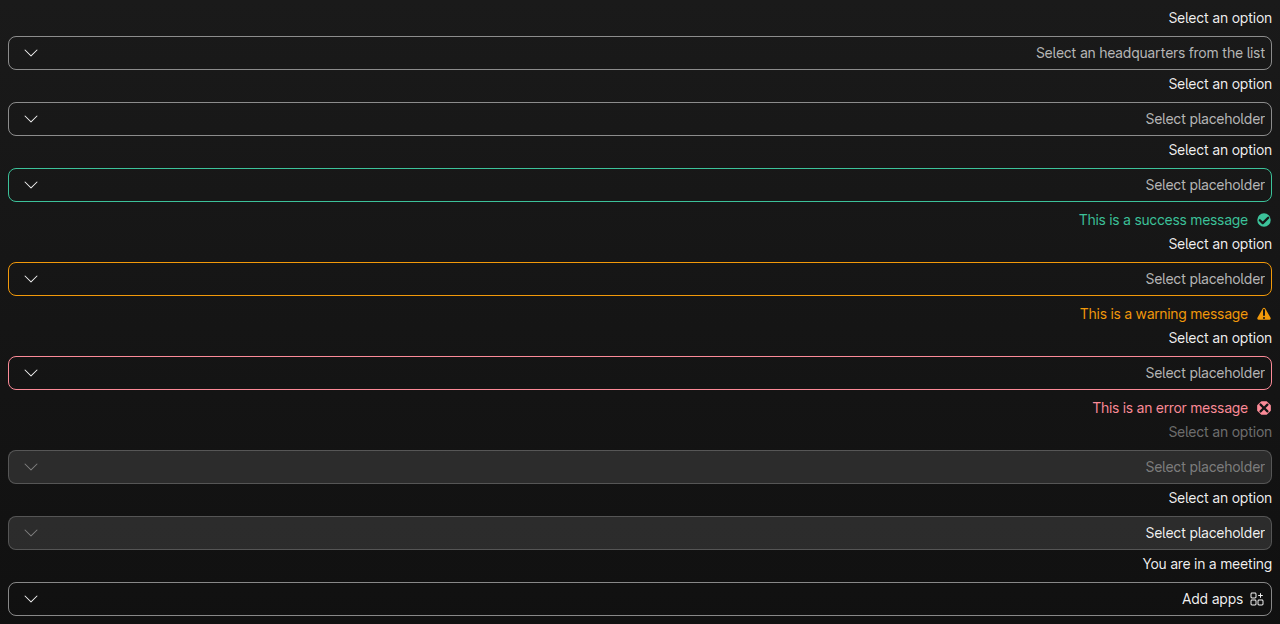 Select an option
Select an headquarters from the list
Select an option
Select placeholder
Select an option
Select placeholder
This is a success message
Select an option
Select placeholder
This is a warning message
Select an option
Select placeholder
This is an error message
Select an option
Select placeholder
Select an option
Select placeholder
You are in a meeting
Add apps